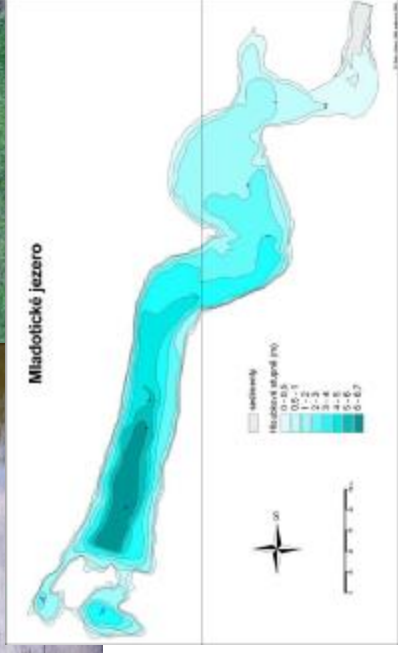 Mladotické jezero
sedimenty
Hloubkové stupně (m)
0 - 0,5
0,5 - 1
1 - 2
2 - 3
3 - 4
4 - 5
5 - 6
6 - 6,7
S